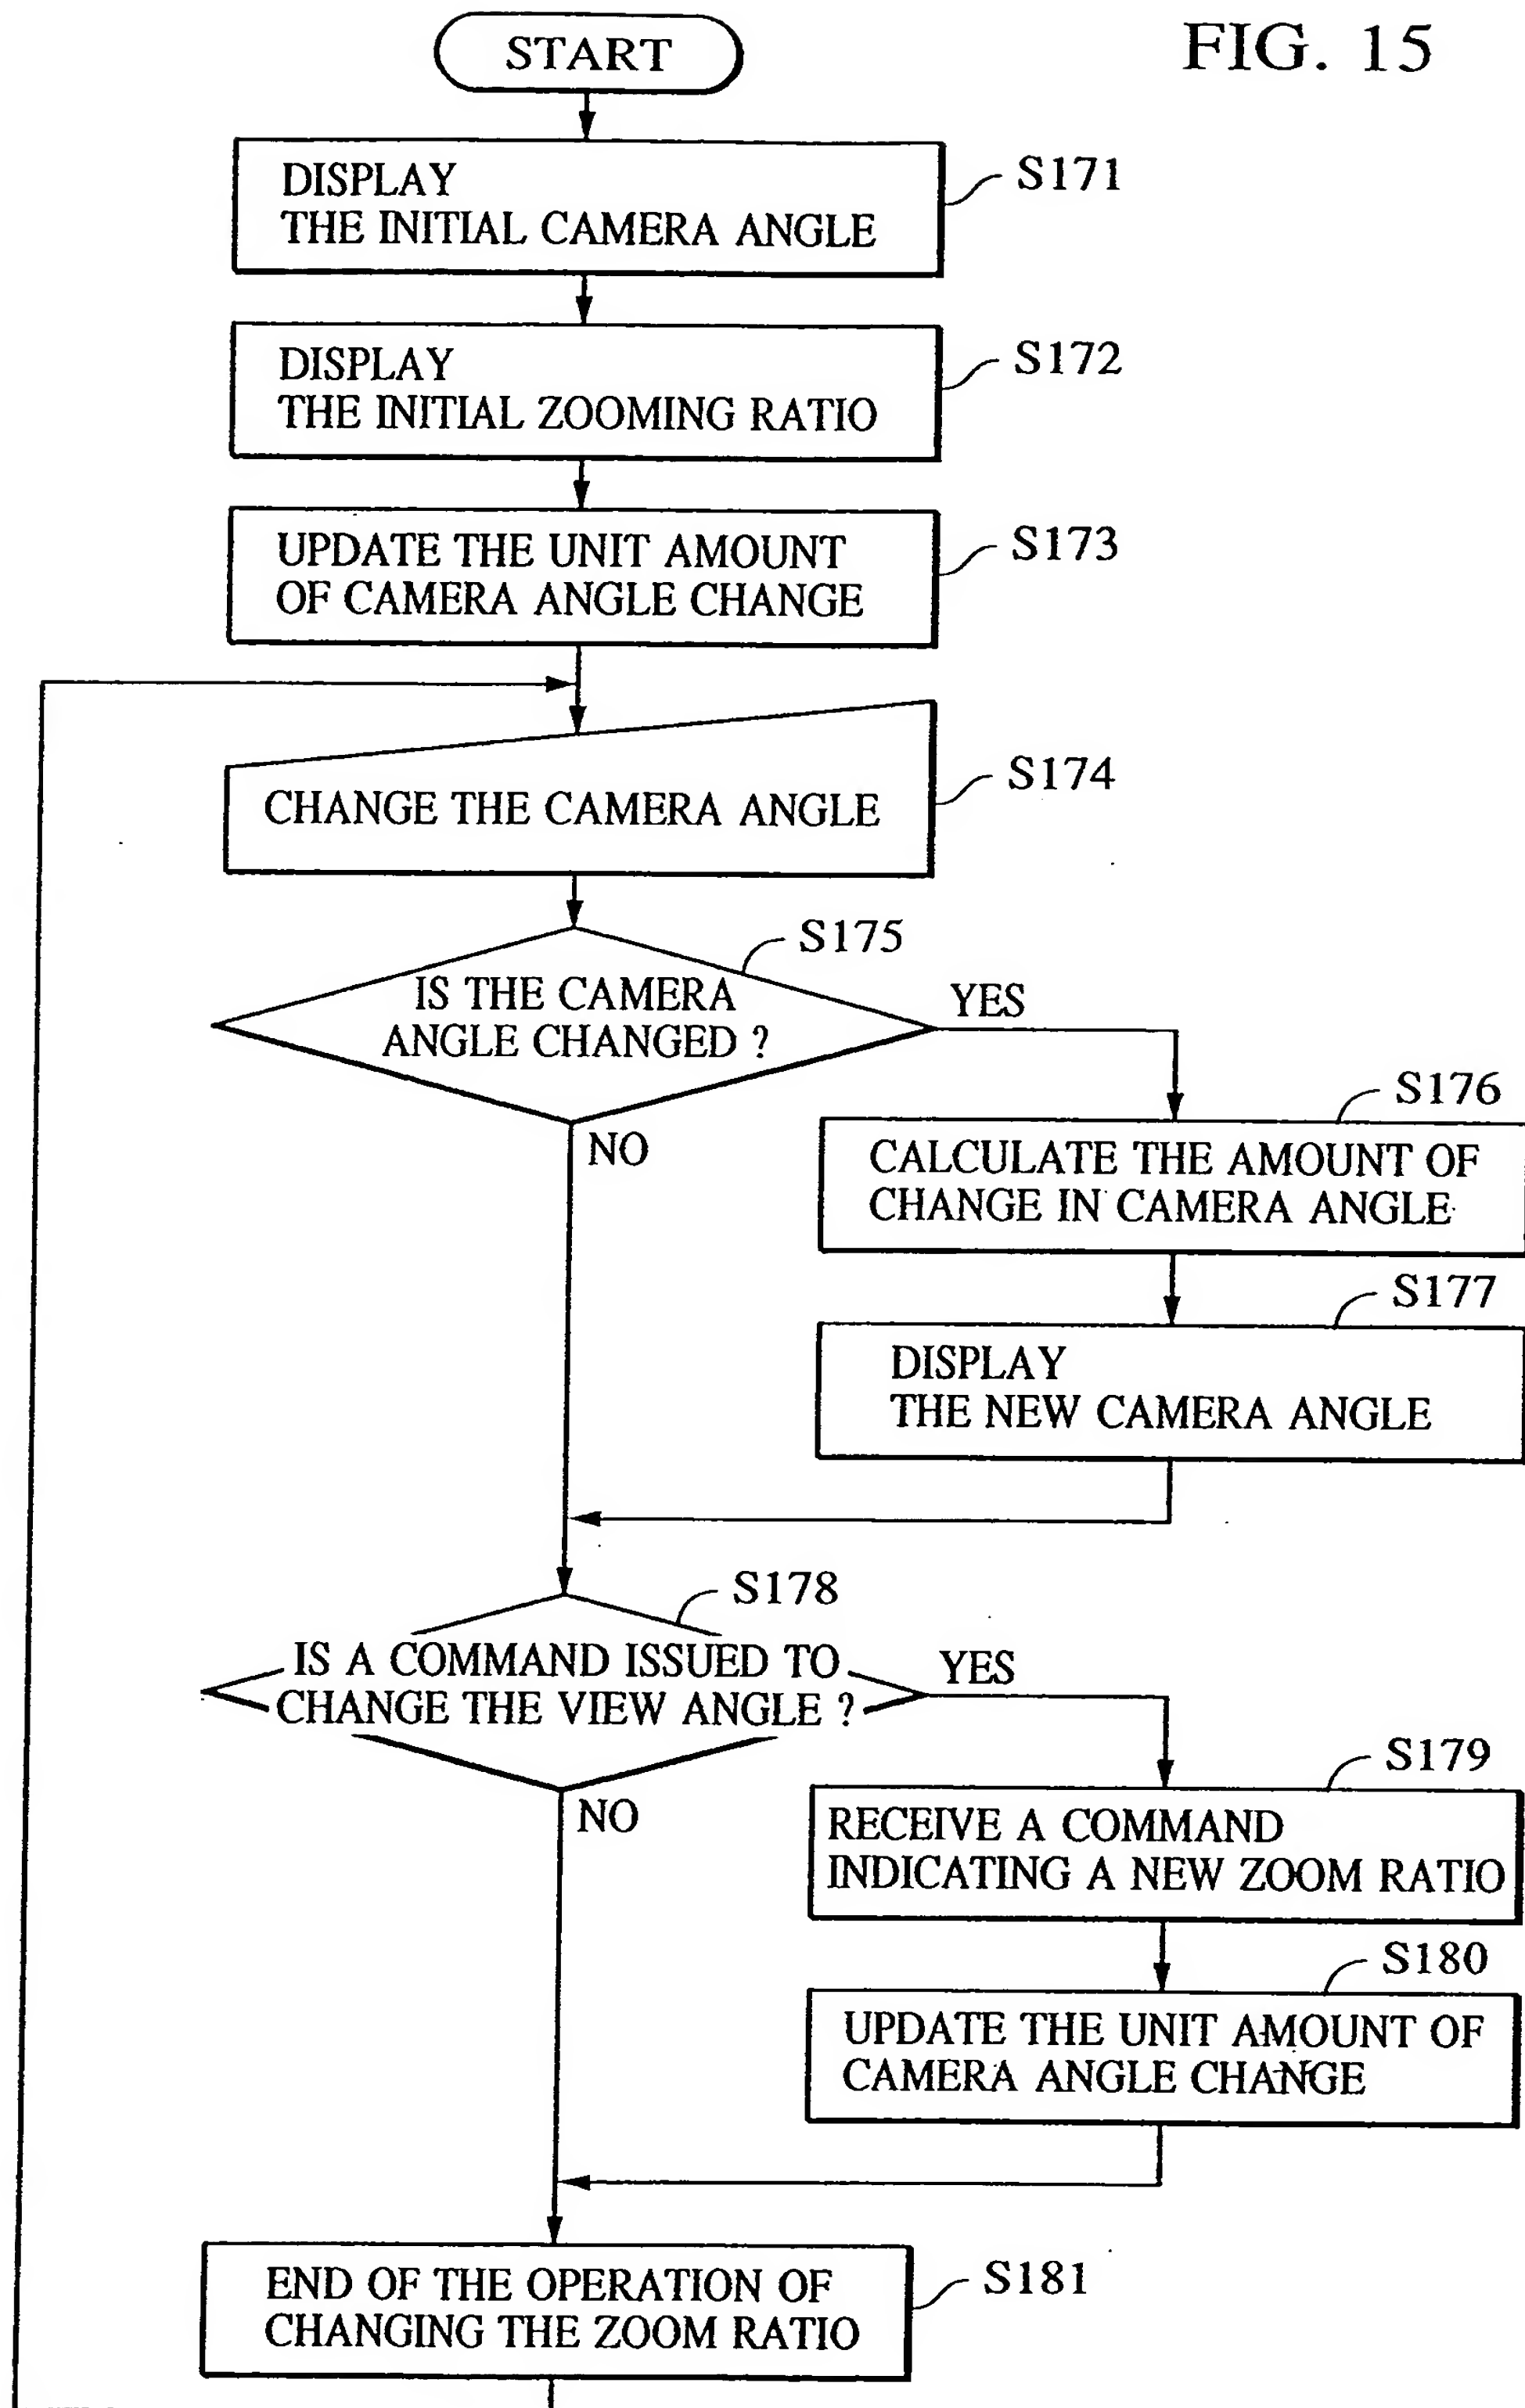 FIG. 15
START
DISPLAY
THE INITIAL CAMERA ANGLE
S171
DISPLAY
THE INITIAL ZOOMING RATIO
S172
UPDATE THE UNIT AMOUNT
OF CAMERA ANGLE CHANGE
S173
CHANGE THE CAMERA ANGLE
S174
S175
IS THE CAMERA
ANGLE CHANGED ?
YES
NO
S176
CALCULATE THE AMOUNT OF
CHANGE IN CAMERA ANGLE
S177
DISPLAY
THE NEW CAMERA ANGLE
S178
IS A COMMAND ISSUED TO
CHANGE THE VIEW ANGLE ?
YES
NO
S179
RECEIVE A COMMAND
INDICATING A NEW ZOOM RATIO
S180
UPDATE THE UNIT AMOUNT OF
CAMERA ANGLE CHANGE
END OF THE OPERATION OF
CHANGING THE ZOOM RATIO
S181